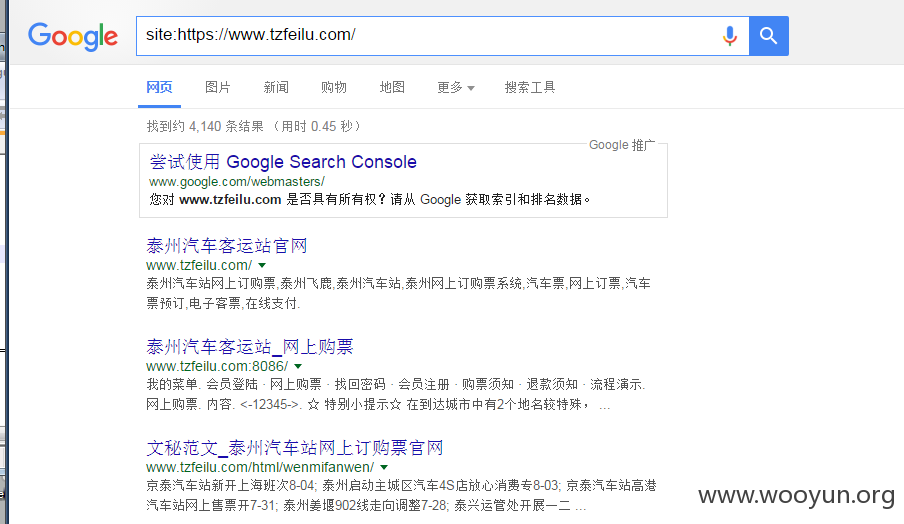 Google
site:https://www.tzfeilu.com/
网页 图片 新闻 购物 地图 更多 搜索工具
找到约 4,140 条结果 （用时 0.45 秒）
Google 推广
尝试使用 Google Search Console
www.google.com/webmasters/
您对 www.tzfeilu.com 是否具有所有权？请从 Google 获取索引和排名数据。
泰州汽车客运站官网
www.tzfeilu.com/
泰州汽车站网上订购票,泰州飞鹿,泰州汽车站,泰州网上订购票系统,汽车票,网上订票,汽车
票预订,电子客票,在线支付.
泰州汽车客运站_网上购票
www.tzfeilu.com:8086/
我的菜单. 会员登陆 · 网上购票 · 找回密码 · 会员注册 · 购票须知 · 退款须知 · 流程演示.
网上购票. 内容. <-12345->. ☆ 特别小提示☆ 在到达城市中有2个地名较特殊， ...
文秘范文_泰州汽车站网上订购票官网
www.tzfeilu.com/html/wenmifanwen/
京泰汽车站新开上海班次8-04; 泰州启动主城区汽车4S店放心消费专8-03; 京泰汽车站高港
汽车站网上售票开7-31; 泰州姜堰902线走向调整7-28; 泰兴运管处开展一二 ...
www.wooyun.org